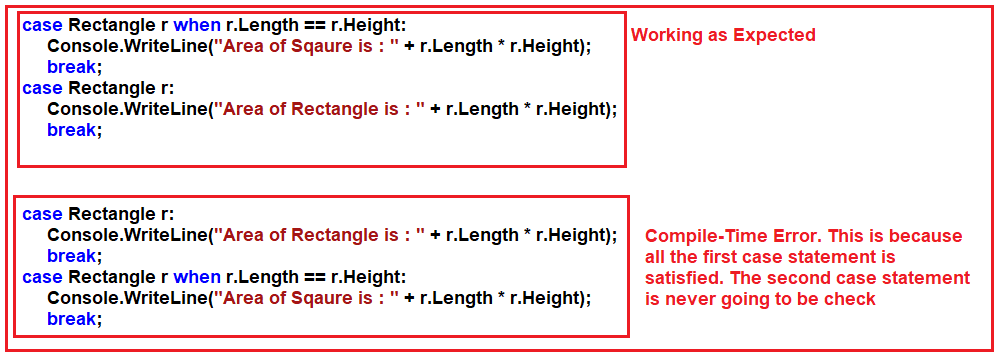 case Rectangle r when r.Length == r.Height:
Console.WriteLine("Area of Sqaure is : " + r.Length * r.Height);
break;
case Rectangle r:
Console.WriteLine("Area of Rectangle is : " + r.Length * r.Height);
break;
Working as Expected
case Rectangle r:
Console.WriteLine("Area of Rectangle is : " + r.Length * r.Height);
break;
case Rectangle r when r.Length == r.Height:
Console.WriteLine("Area of Sqaure is : " + r.Length * r.Height);
break;
Compile-Time Error. This is because
all the first case statement is
satisfied. The second case statement
is never going to be check